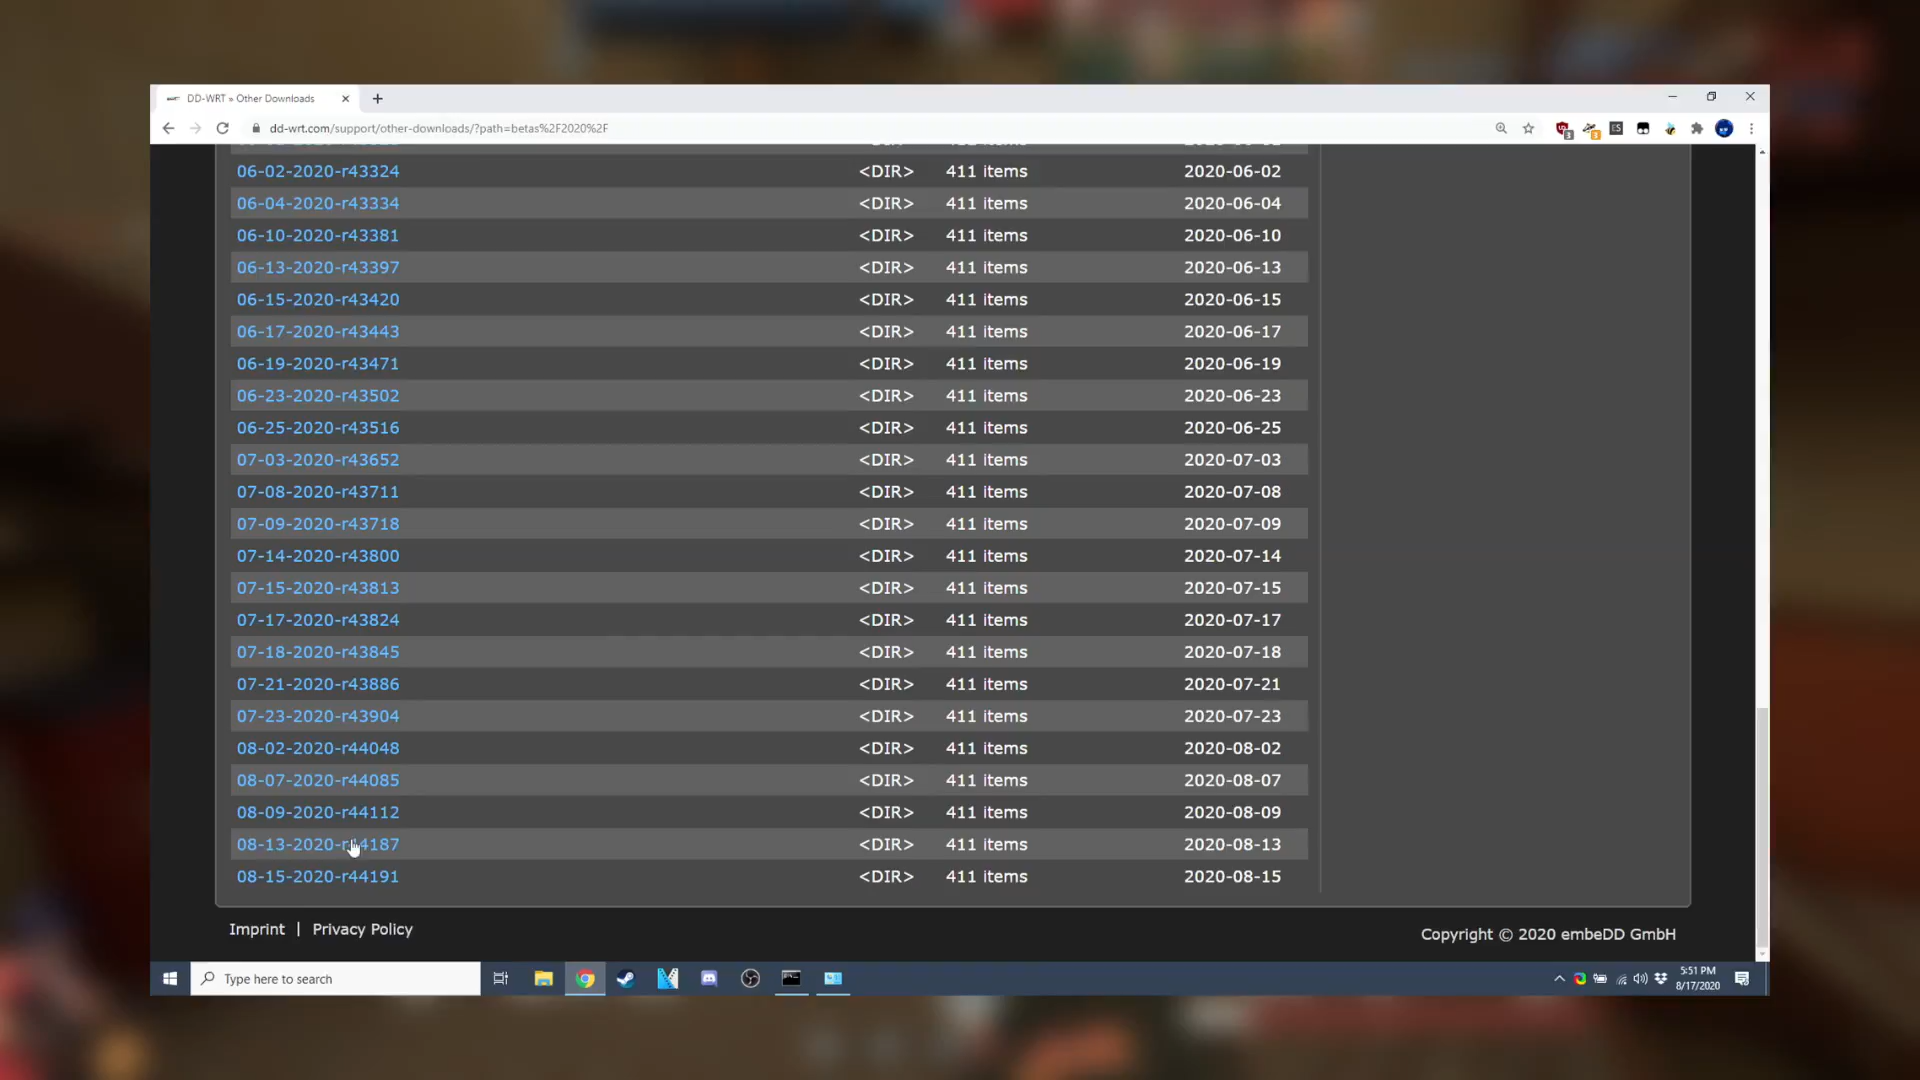 DD-WRT » Other Downloads
dd-wrt.com/support/other-downloads/?path=betas%2F2020%2F
06-02-2020-r43324 <DIR> 411 items 2020-06-02
06-04-2020-r43334 <DIR> 411 items 2020-06-04
06-10-2020-r43381 <DIR> 411 items 2020-06-10
06-13-2020-r43397 <DIR> 411 items 2020-06-13
06-15-2020-r43420 <DIR> 411 items 2020-06-15
06-17-2020-r43443 <DIR> 411 items 2020-06-17
06-19-2020-r43471 <DIR> 411 items 2020-06-19
06-23-2020-r43502 <DIR> 411 items 2020-06-23
06-25-2020-r43516 <DIR> 411 items 2020-06-25
07-03-2020-r43652 <DIR> 411 items 2020-07-03
07-08-2020-r43711 <DIR> 411 items 2020-07-08
07-09-2020-r43718 <DIR> 411 items 2020-07-09
07-14-2020-r43800 <DIR> 411 items 2020-07-14
07-15-2020-r43813 <DIR> 411 items 2020-07-15
07-17-2020-r43824 <DIR> 411 items 2020-07-17
07-18-2020-r43845 <DIR> 411 items 2020-07-18
07-21-2020-r43886 <DIR> 411 items 2020-07-21
07-23-2020-r43904 <DIR> 411 items 2020-07-23
08-02-2020-r44048 <DIR> 411 items 2020-08-02
08-07-2020-r44085 <DIR> 411 items 2020-08-07
08-09-2020-r44112 <DIR> 411 items 2020-08-09
08-13-2020-r44187 <DIR> 411 items 2020-08-13
08-15-2020-r44191 <DIR> 411 items 2020-08-15
Imprint | Privacy Policy
Copyright © 2020 embeDD GmbH
Type here to search
5:51 PM
8/17/2020